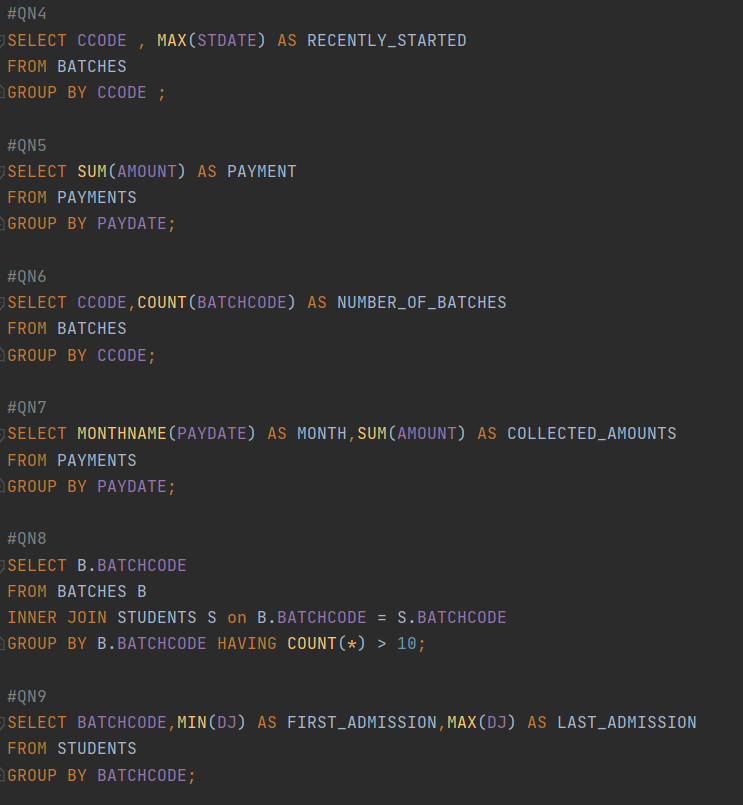 #QN4
SELECT CCODE , MAX(STDATE) AS RECENTLY_STARTED
FROM BATCHES
GROUP BY CCODE ;
#QN5
SELECT SUM(AMOUNT) AS PAYMENT
FROM PAYMENTS
GROUP BY PAYDATE;
#QN6
SELECT CCODE,COUNT(BATCHCODE) AS NUMBER_OF_BATCHES
FROM BATCHES
GROUP BY CCODE;
#QN7
SELECT MONTHNAME(PAYDATE) AS MONTH,SUM(AMOUNT) AS COLLECTED_AMOUNTS
FROM PAYMENTS
GROUP BY PAYDATE;
#QN8
SELECT B.BATCHCODE
FROM BATCHES B
INNER JOIN STUDENTS S on B.BATCHCODE = S.BATCHCODE
GROUP BY B.BATCHCODE HAVING COUNT(*) > 10;
#QN9
SELECT BATCHCODE,MIN(DJ) AS FIRST_ADMISSION,MAX(DJ) AS LAST_ADMISSION
FROM STUDENTS
GROUP BY BATCHCODE;